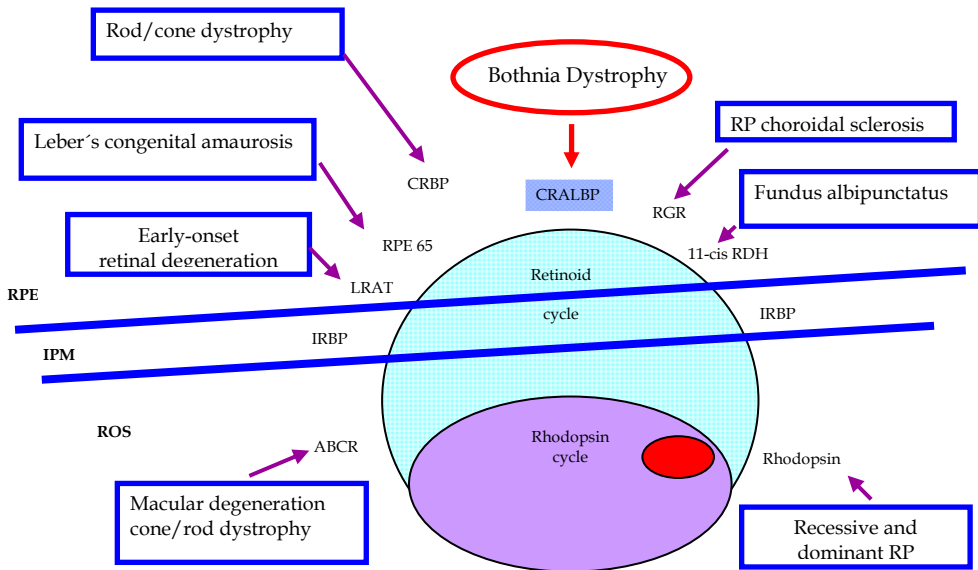 Rod/cone dystrophy
Bothnia Dystrophy
RP choroidal sclerosis
Leber´s congenital amaurosis
CRBP
CRALBP
RGR
Fundus albipunctatus
Early-onset
retinal degeneration
RPE 65
11-cis RDH
LRAT
Retinoid
cycle
RPE
IRBP
IRBP
IPM
ROS
ABCR
Rhodopsin
cycle
Rhodopsin
Macular degeneration
cone/rod dystrophy
Recessive and
dominant RP